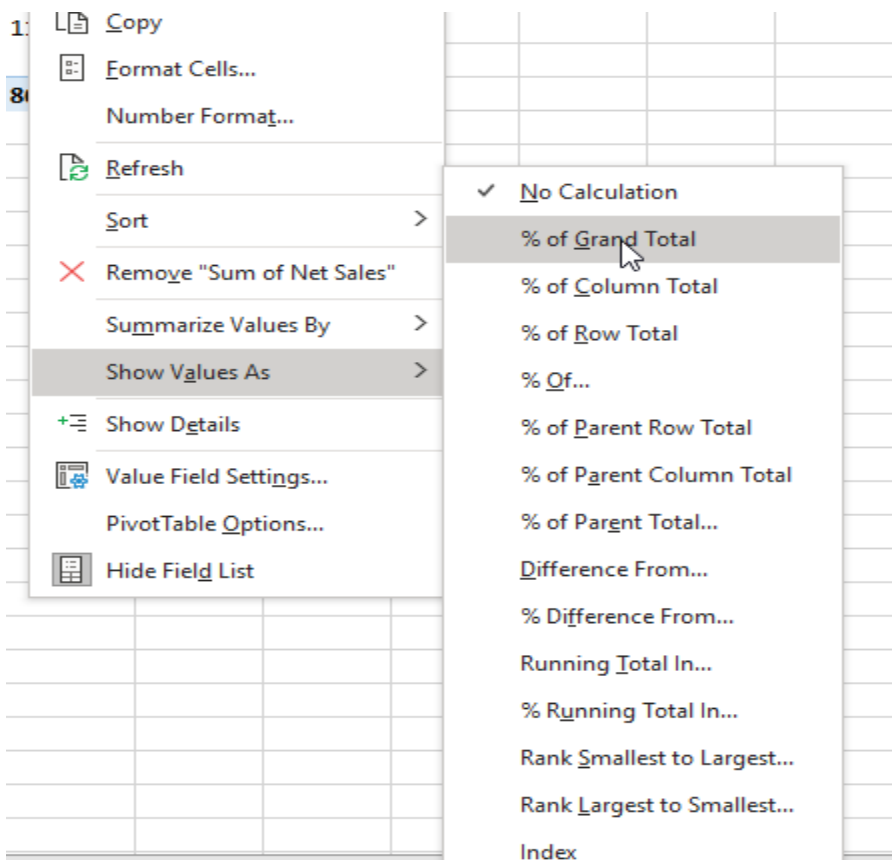 Copy
Format Cells...
Number Format...
Refresh
Sort
Remove "Sum of Net Sales"
Summarize Values By
Show Values As
Show Details
Value Field Settings...
PivotTable Options...
Hide Field List
No Calculation
% of Grand Total
% of Column Total
% of Row Total
% Of...
% of Parent Row Total
% of Parent Column Total
% of Parent Total...
Difference From...
% Difference From...
Running Total In...
% Running Total In...
Rank Smallest to Largest...
Rank Largest to Smallest...
Index